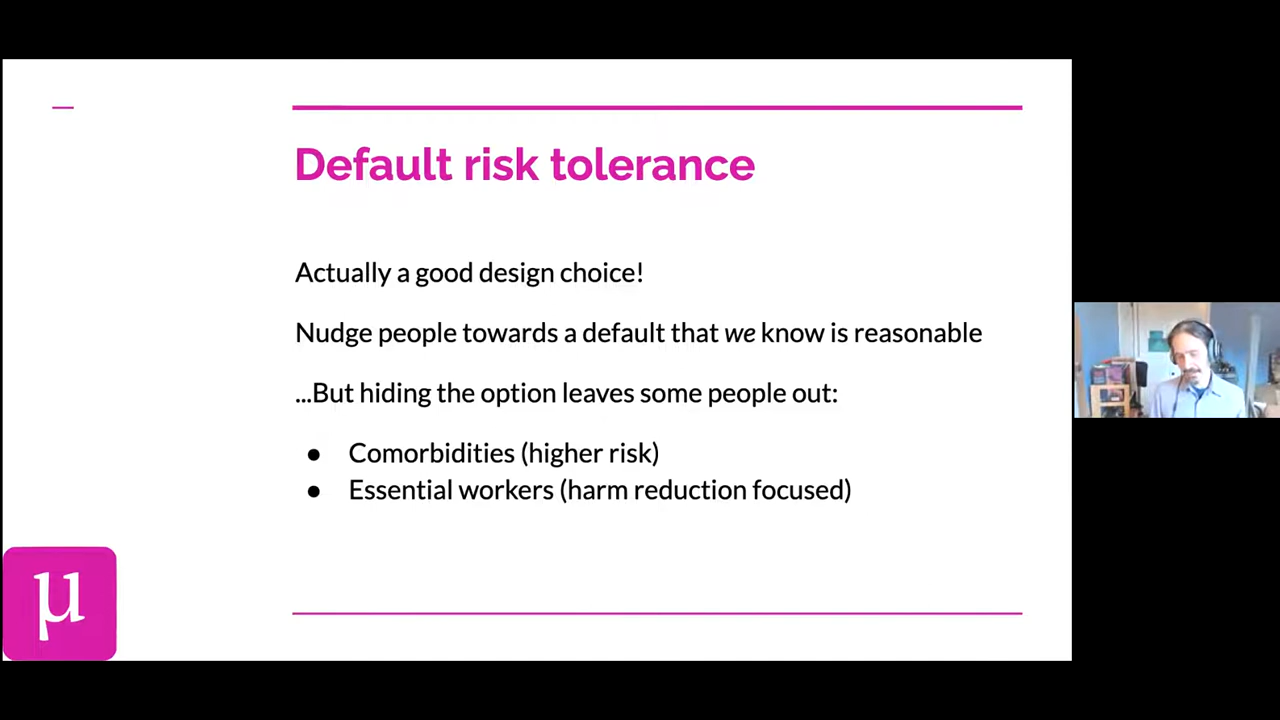 Default risk tolerance
Actually a good design choice!
Nudge people towards a default that we know is reasonable
...But hiding the option leaves some people out:
● Comorbidities (higher risk)
● Essential workers (harm reduction focused)
μ